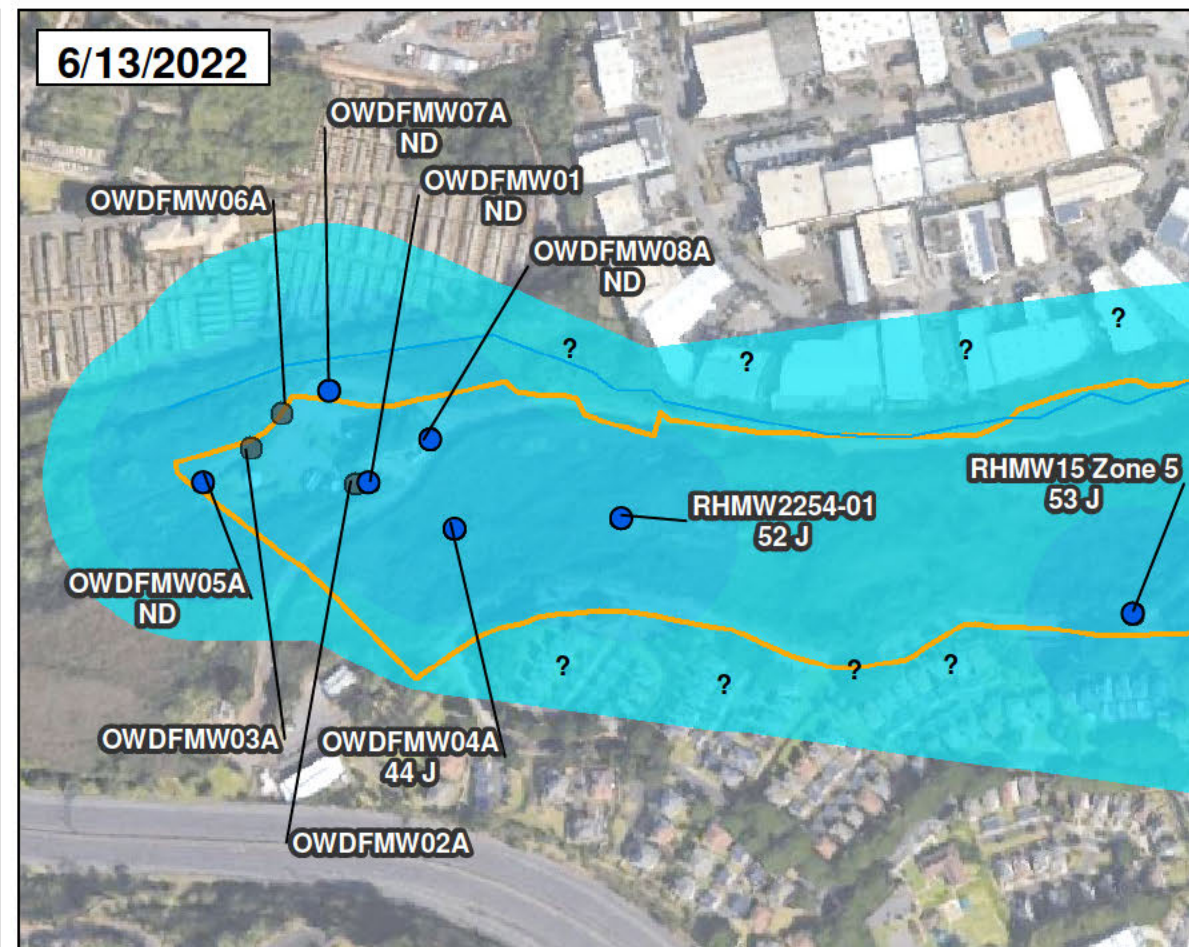 6/13/2022
OWDFMW07A
ND
OWDFMW01
ND
OWDFMW06A
OWDFMW08A
ND
?
?
?
?
RHMW15 Zone 5
53 J
RHMW2254-01
52 J
OWDFMW05A
ND
?
?
?
?
OWDFMW03A
OWDFMW04A
44 J
OWDFMW02A